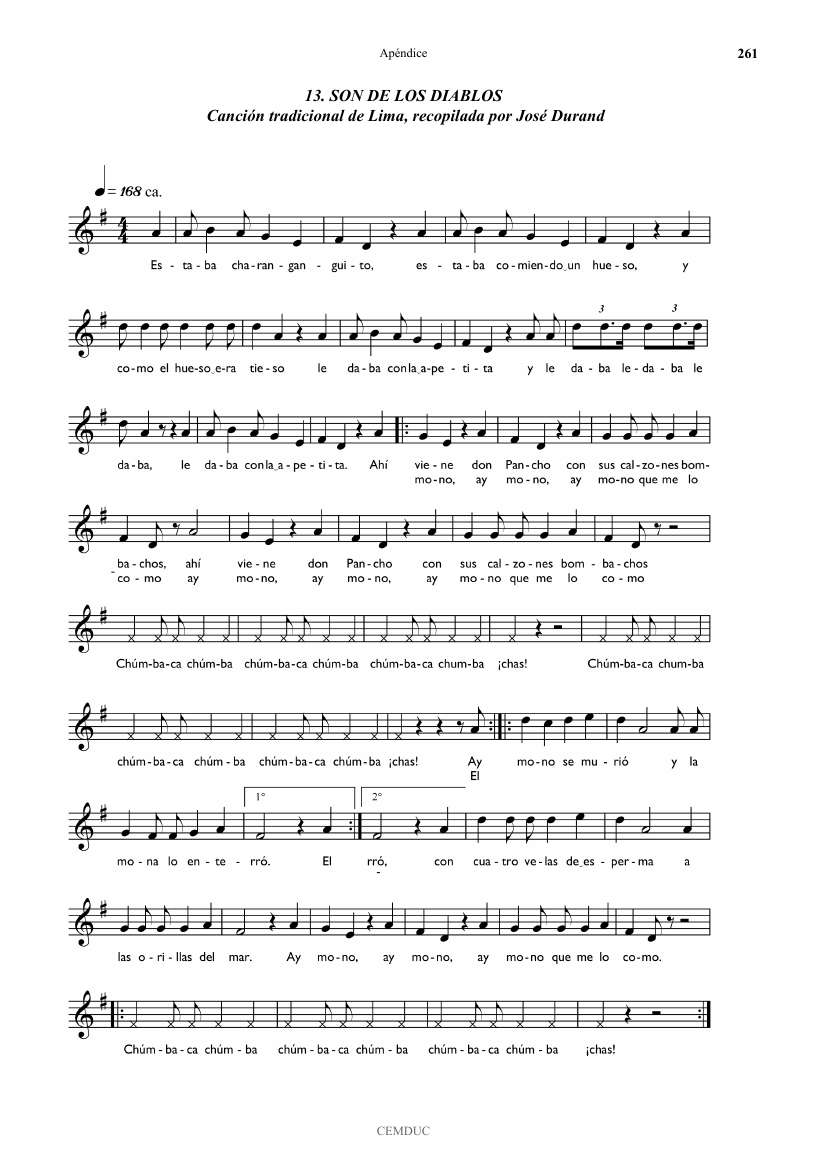 Apéndice 261
13. SON DE LOS DIABLOS
Canción tradicional de Lima, recopilada por José Durand
= 168 ca.
Es - ta - ba cha - ran - gan - gui - to, es - ta - ba co - mien - do_un hue - so, y
3 3
co - mo el hue - so_e - ra tie - so le da - ba con la_a - pe - ti - ta y le da - ba le - da - ba le
da - ba, le da - ba con la_a - pe - ti - ta. Ahí vie - ne don Pan - cho con sus cal - zo - nes bom -
mo - no, ay mo - no, ay mo - no que me lo
ba - chos, ahí vie - ne don Pan - cho con sus cal - zo - nes bom - ba - chos
co - mo ay mo - no, ay mo - no, ay mo - no que me lo co - mo
Chúm - ba - ca chúm - ba chúm - ba - ca chúm - ba chúm - ba - ca chum - ba ¡chas! Chúm - ba - ca chum - ba
chúm - ba - ca chúm - ba chúm - ba - ca chúm - ba ¡chas! Ay mo - no se mu - rió y la
El
1° 2°
mo - na lo en - te - rró. El rró, con cua - tro ve - las de_es - per - ma a
las o - ri - llas del mar. Ay mo - no, ay mo - no, ay mo - no que me lo co - mo.
Chúm - ba - ca chúm - ba chúm - ba - ca chúm - ba chúm - ba - ca chúm - ba ¡chas!
CEMDUC